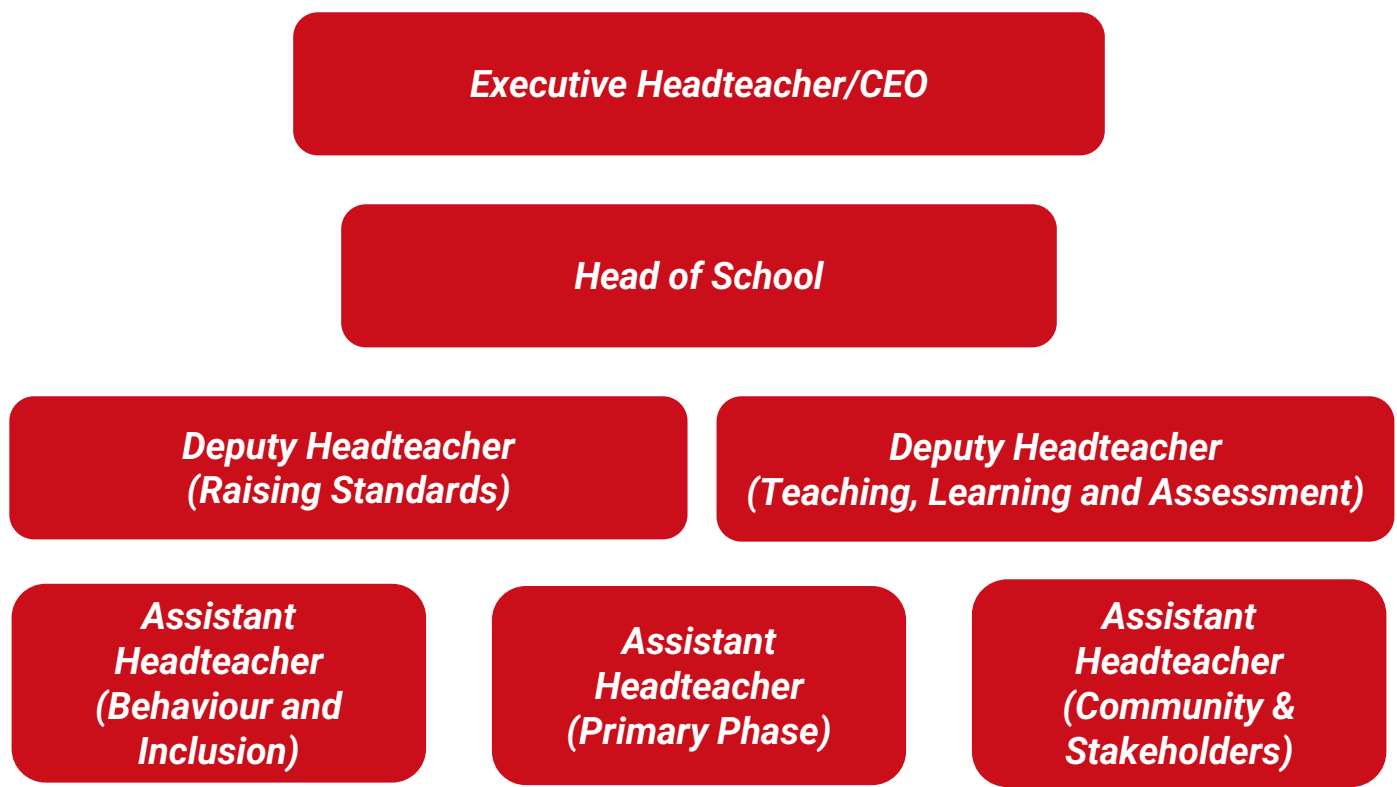 Executive Headteacher/CEO
Head of School
Deputy Headteacher
(Raising Standards)
Deputy Headteacher
(Teaching, Learning and Assessment)
Assistant
Headteacher
(Behaviour and
Inclusion)
Assistant
Headteacher
(Primary Phase)
Assistant
Headteacher
(Community &
Stakeholders)